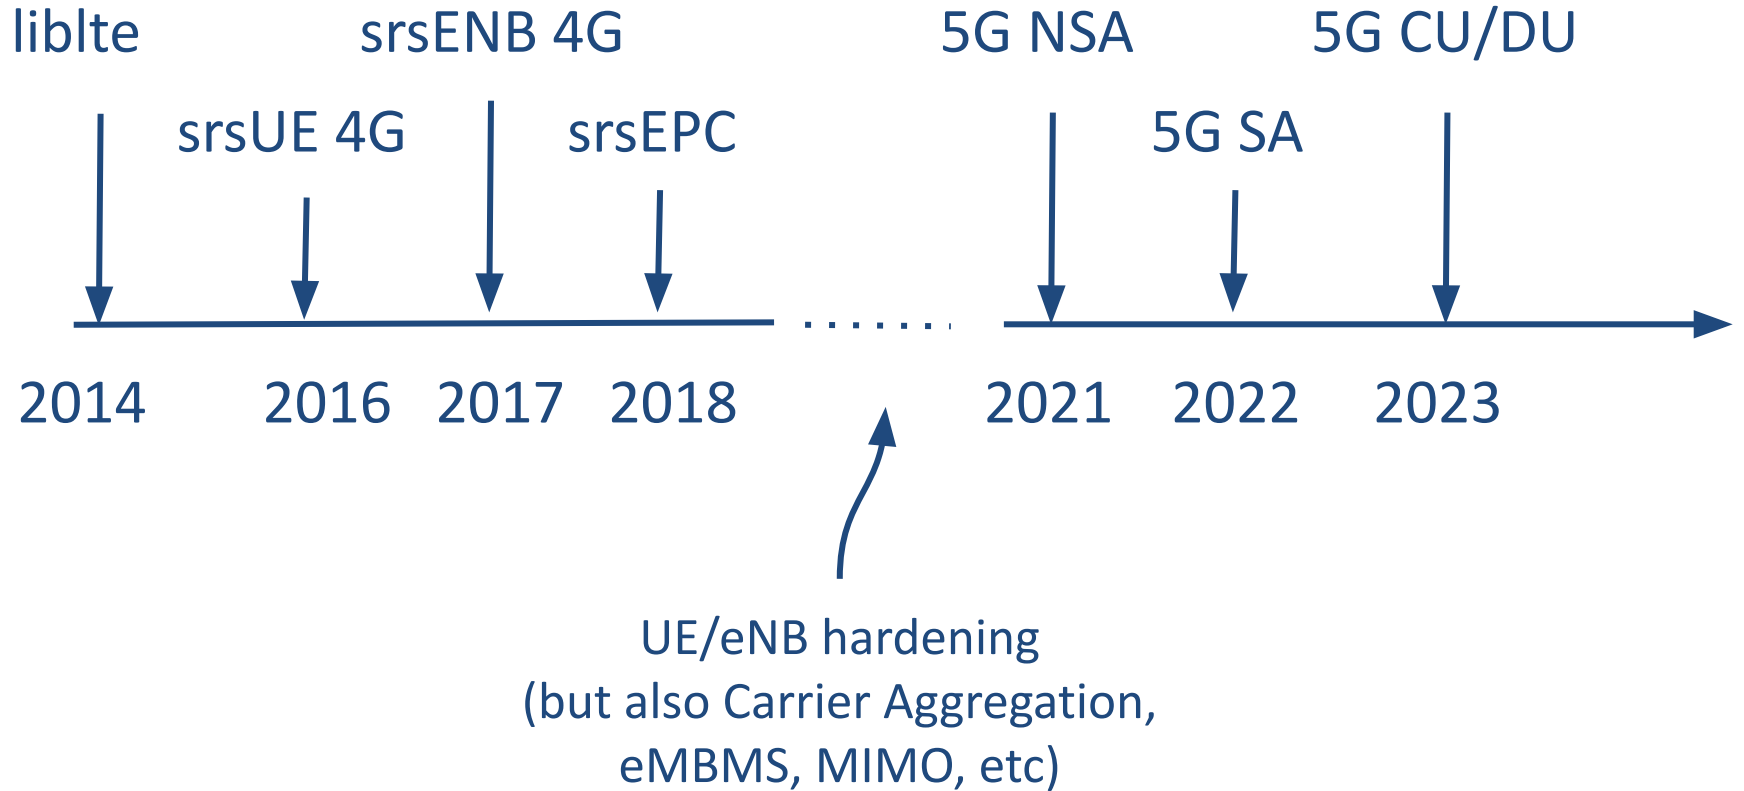 liblte
srsENB 4G
5G NSA
5G CU/DU
srsUE 4G
srsEPC
5G SA
2014
2016
2017
2018
2021
2022
2023
UE/eNB hardening
(but also Carrier Aggregation,
eMBMS, MIMO, etc)